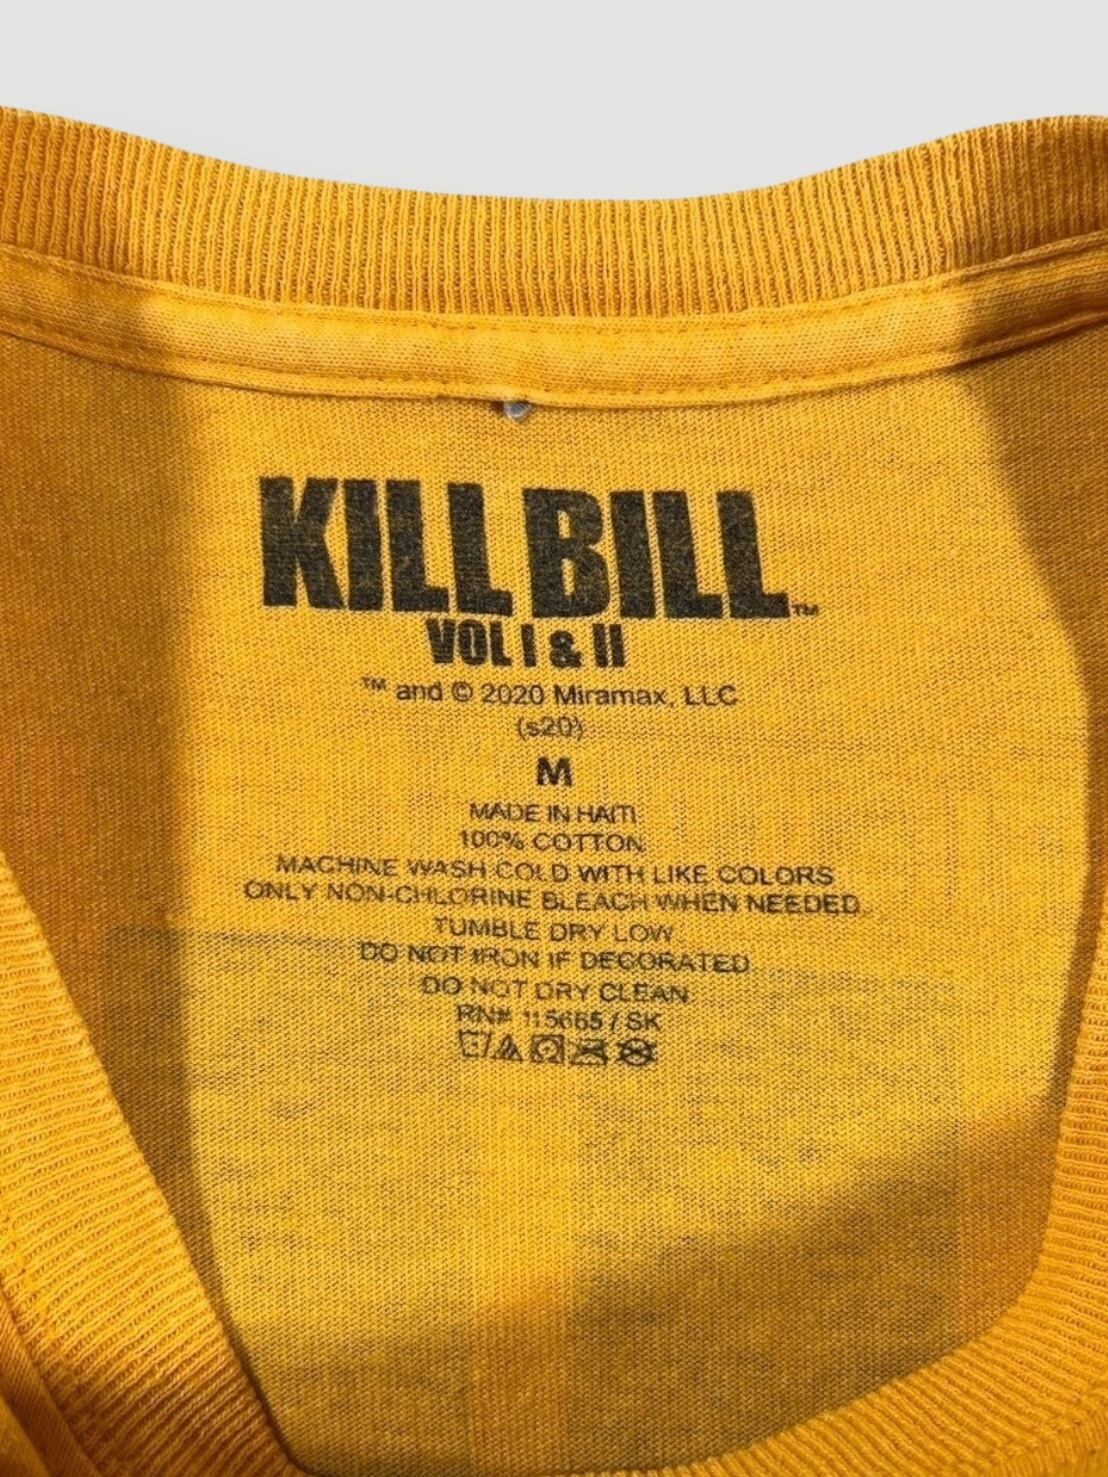 KILL BILL™
VOL I & II
™ and © 2020 Miramax, LLC
(s20)
M
MADE IN HAITI
100% COTTON
MACHINE WASH COLD WITH LIKE COLORS
ONLY NON-CHLORINE BLEACH WHEN NEEDED
TUMBLE DRY LOW
DO NOT IRON IF DECORATED
DO NOT DRY CLEAN
RN# 115665 / SK